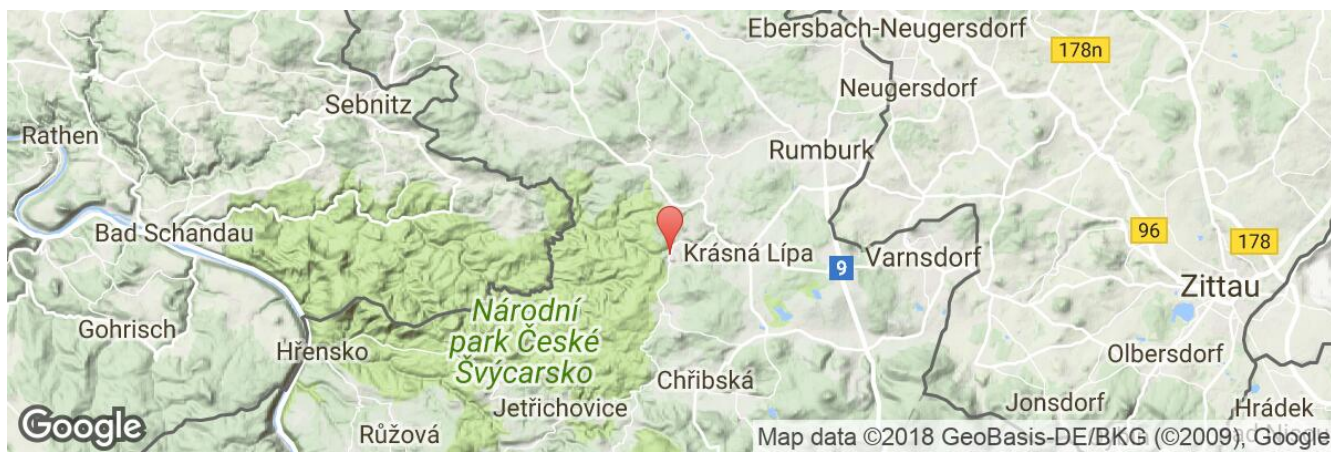 Ebersbach-Neugersdorf
178n
Neugersdorf
Sebnitz
Rathen
Rumburk
Bad Schandau
Krásná Lípa
9
Varnsdorf
96
178
Zittau
Národní
park České
Švýcarsko
Gohrisch
Hřensko
Olbersdorf
Chřibská
Jetřichovice
Jonsdorf
Hrádek
Růžová
Google
Map data ©2018 GeoBasis-DE/BKG (©2009), Google